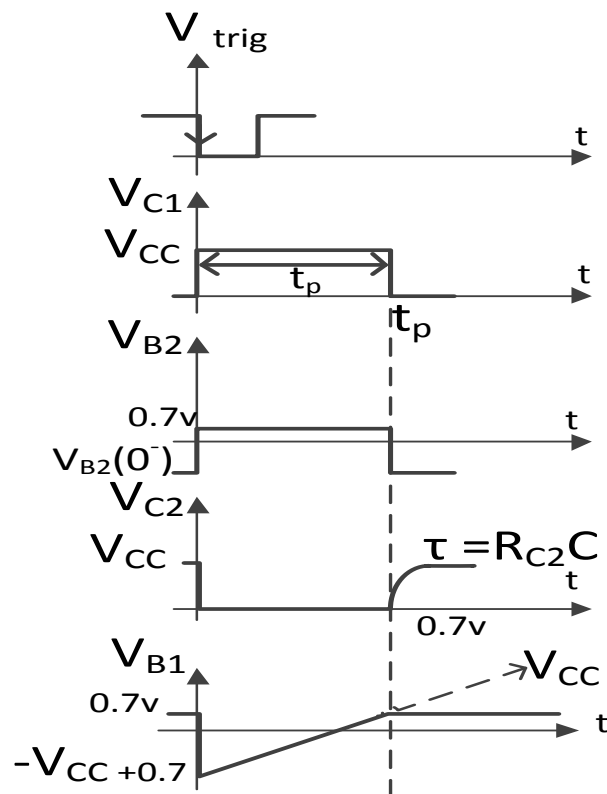 V trig
t
VC1
VCC
tp
t
tp
VB2
0.7v
t
VB2(0-)
VC2
VCC
τ =RC2C
t
0.7v
VB1
VCC
0.7v
t
-VCC +0.7